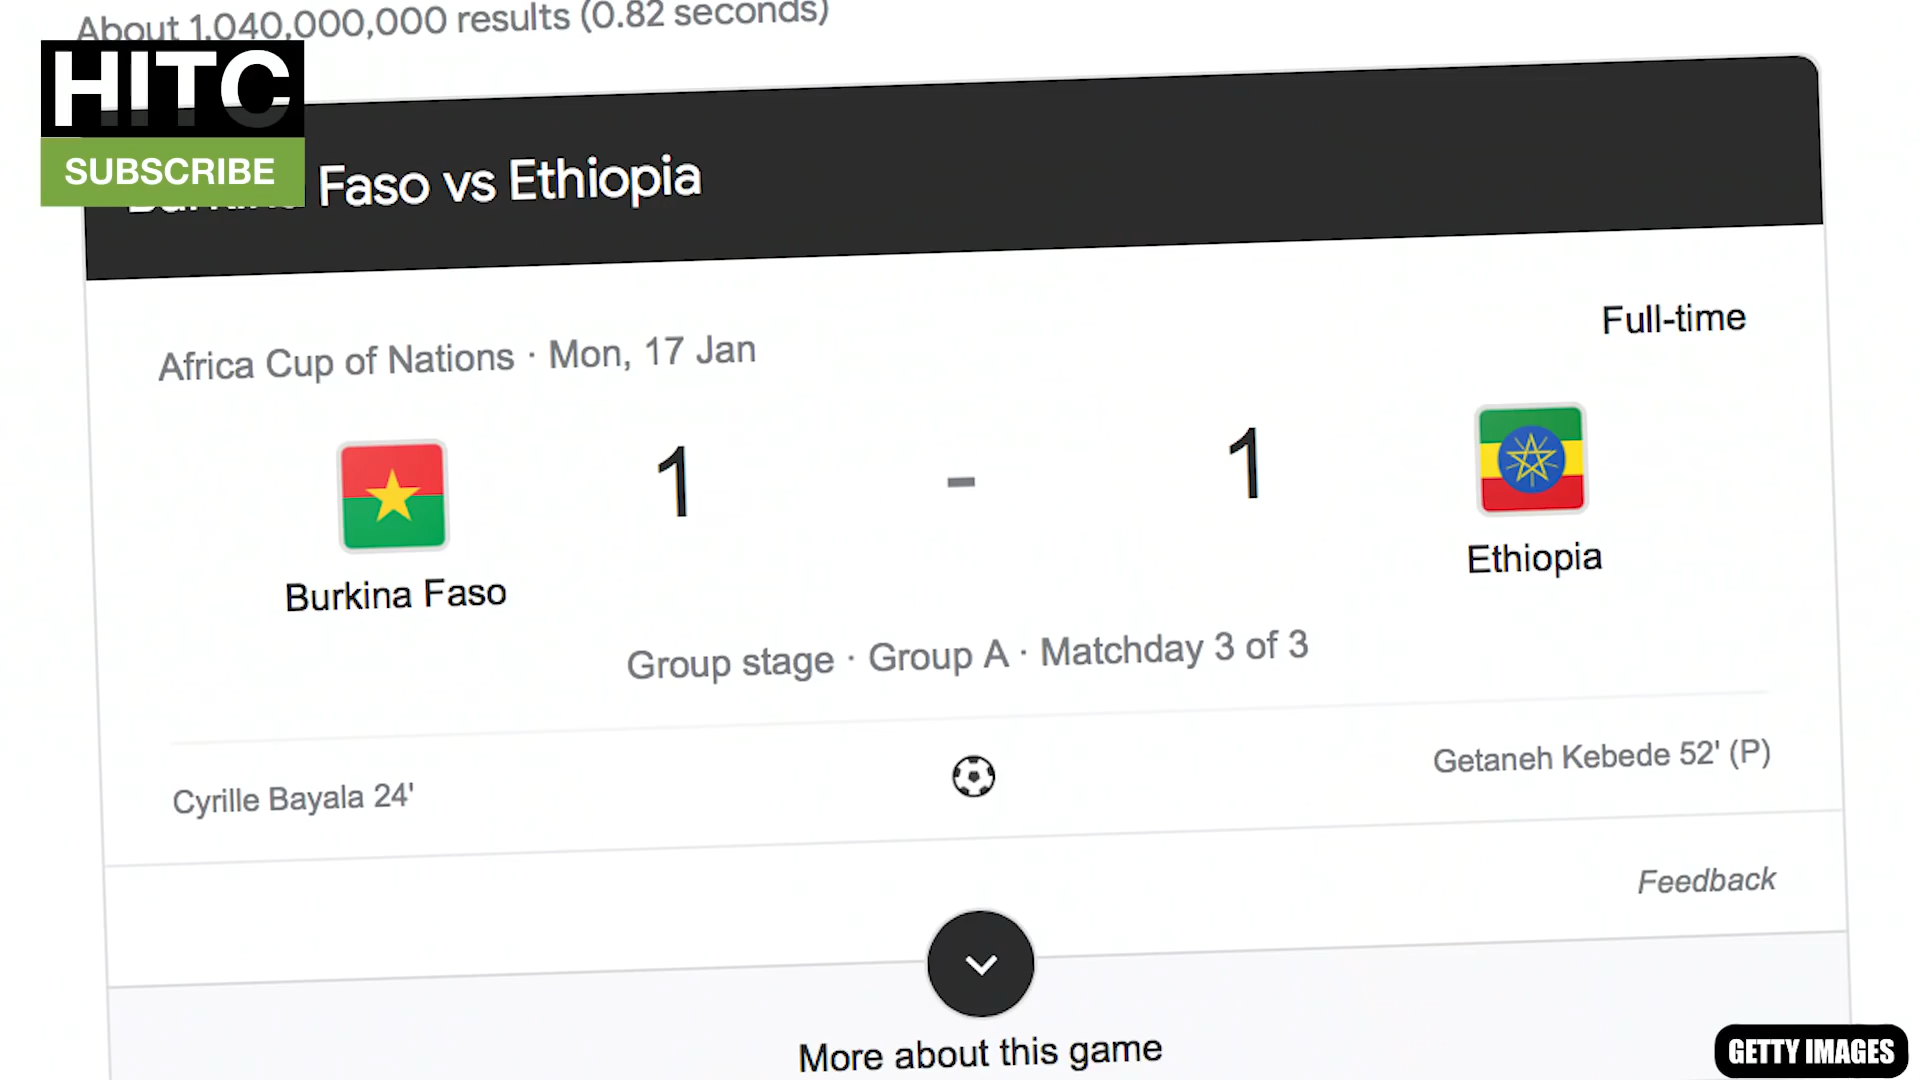 About 1,040,000,000 results (0.82 seconds)
HITC
SUBSCRIBE
Faso vs Ethiopia
Full-time
Africa Cup of Nations · Mon, 17 Jan
1 - 1
Burkina Faso
Ethiopia
Group stage · Group A · Matchday 3 of 3
Cyrille Bayala 24'
Getaneh Kebede 52' (P)
Feedback
More about this game
GETTY IMAGES